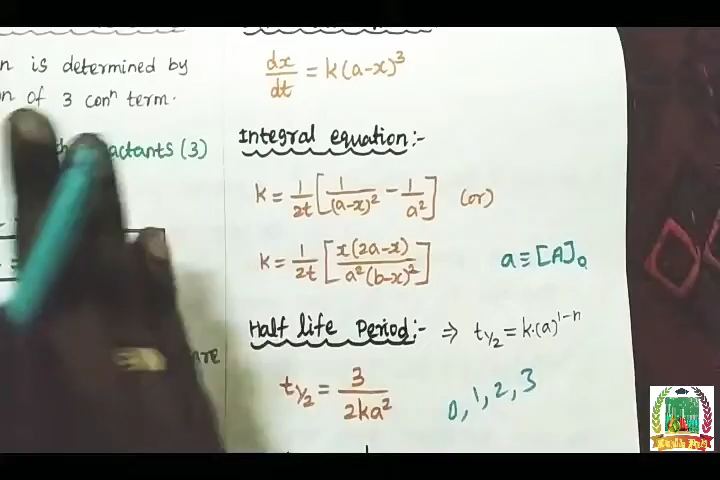 n is determined by
n of 3 conⁿ term.
actants (3)
dx/dt = k(a-x)³
Integral equation:-
k = 1/2t [1/(a-x)² - 1/a²] (or)
k = 1/2t [x(2a-x)/a²(b-x)²]
a ≡ [A]₀
Half life Period:- ⇒ t½ = k·(a)¹⁻ⁿ
t½ = 3/2ka²
0, 1, 2, 3